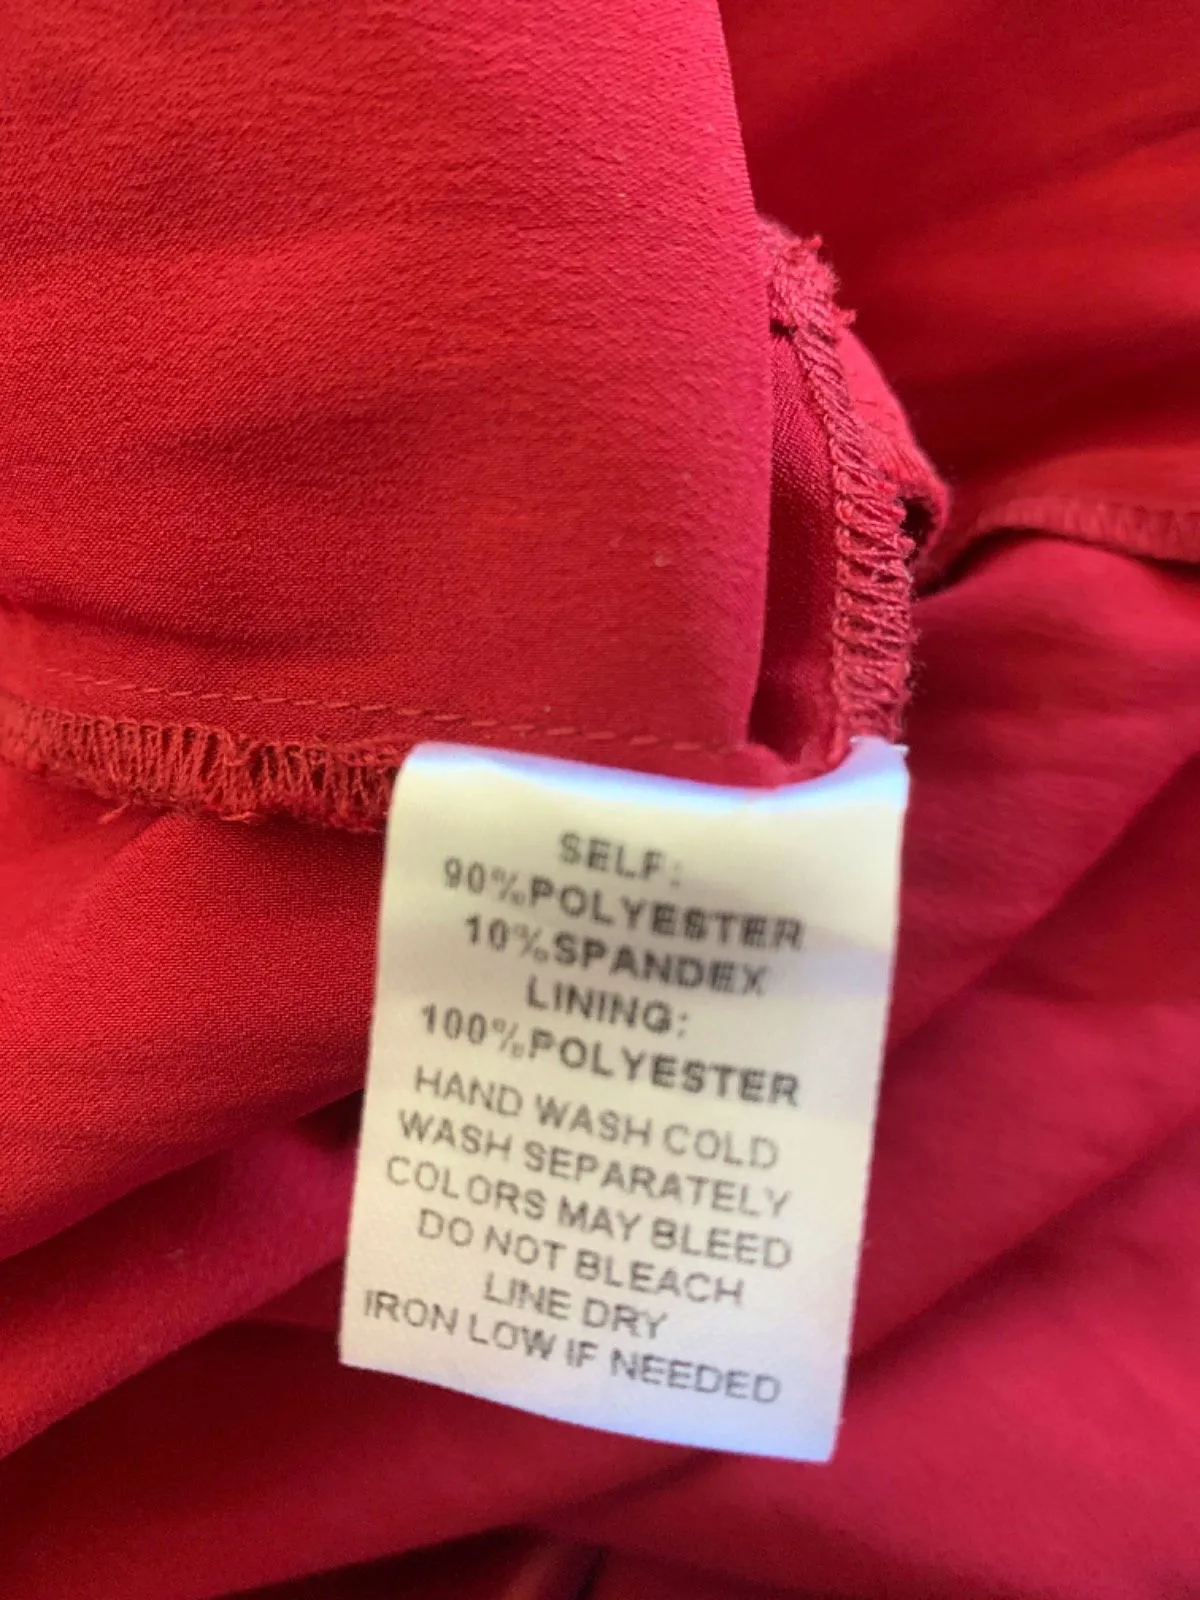 SELF:
90%POLYESTER
10%SPANDEX
LINING:
100%POLYESTER
HAND WASH COLD
WASH SEPARATELY
COLORS MAY BLEED
DO NOT BLEACH
LINE DRY
IRON LOW IF NEEDED